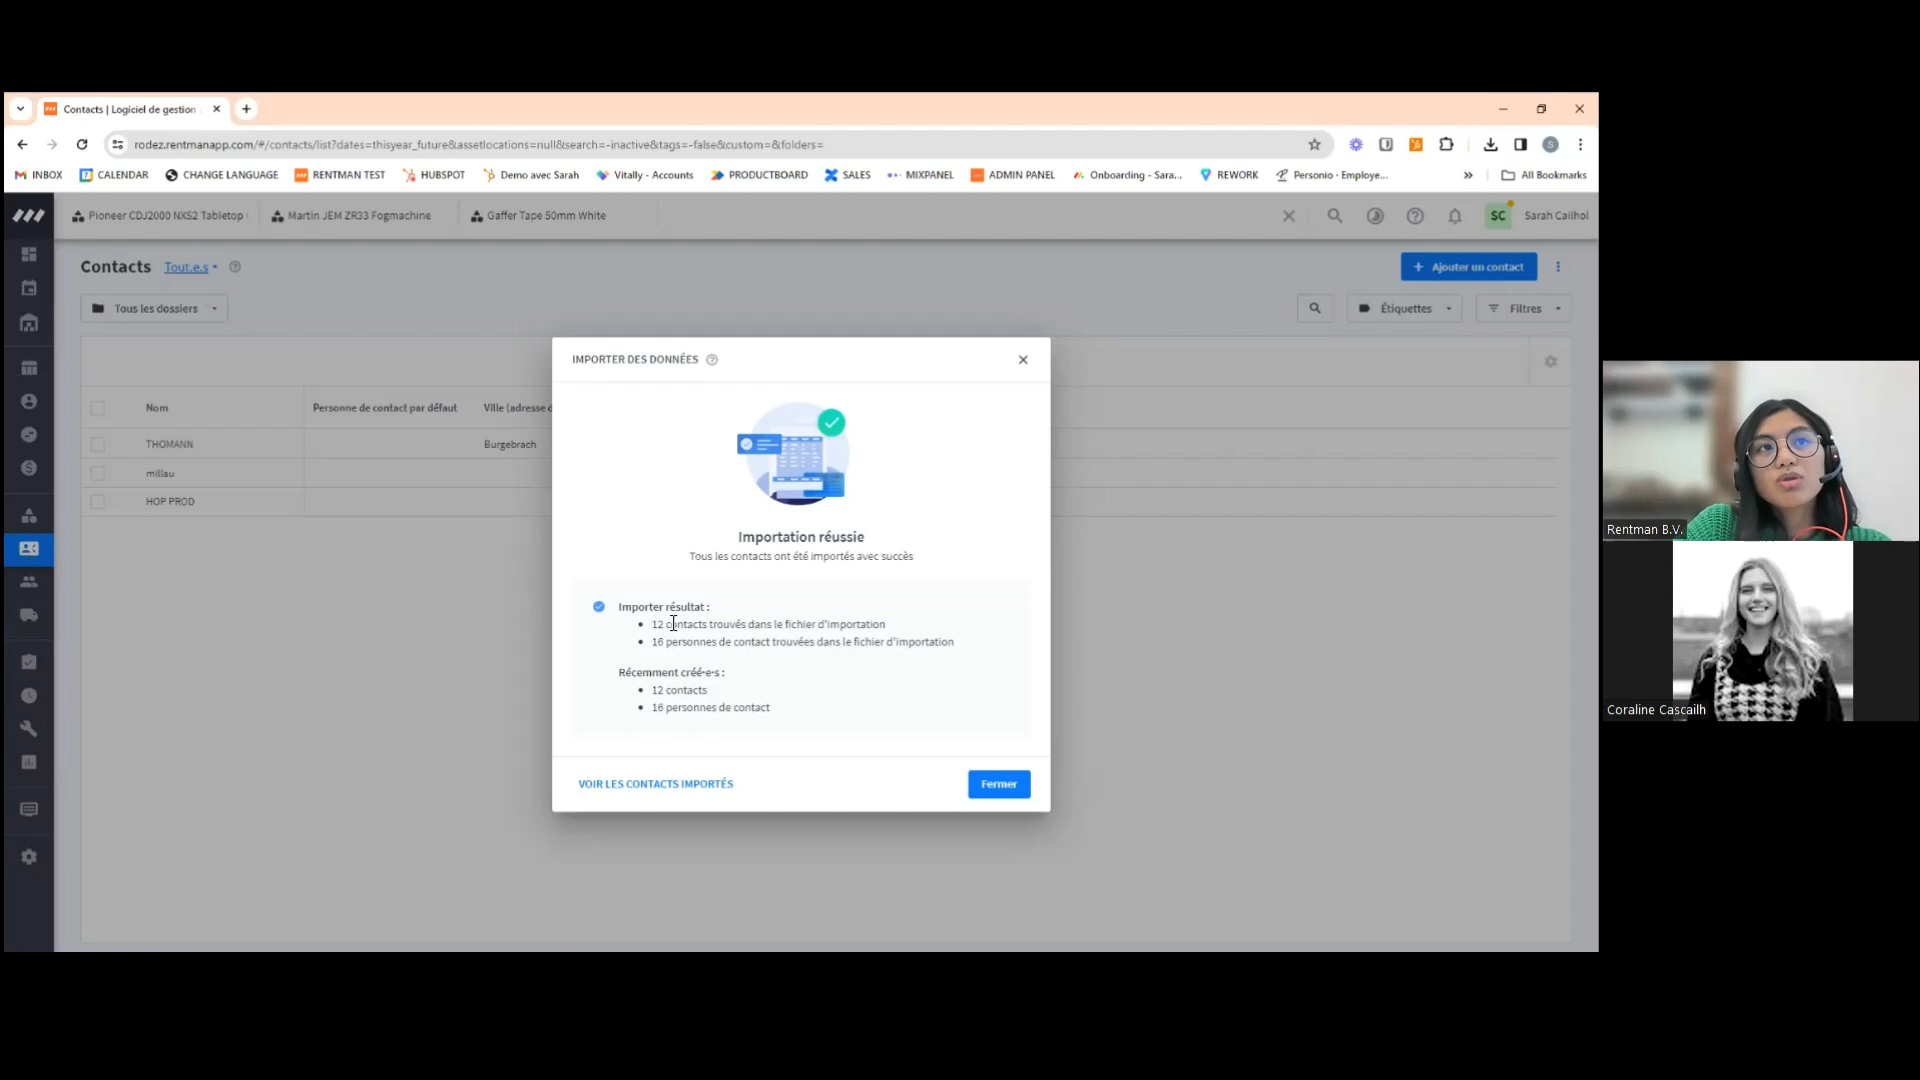 Contacts | Logiciel de gestion
rodez.rentmanapp.com/#/contacts/list?dates=thisyear_future&assetlocations=null&search=-inactive&tags=-false&custom=&folders=
S
INBOX
7 CALENDAR
CHANGE LANGUAGE
RENTMAN TEST
HUBSPOT
Demo avec Sarah
Vitally - Accounts
PRODUCTBOARD
SALES
MIXPANEL
ADMIN PANEL
Onboarding - Sara...
REWORK
Personio - Employe...
All Bookmarks
Pioneer CDJ2000 NXS2 Tabletop
Martin JEM ZR33 Fogmachine
Gaffer Tape 50mm White
SC
Sarah Cailhol
Contacts Tout.e.s
+ Ajouter un contact
Tous les dossiers
Étiquettes
Filtres
Nom
Personne de contact par défaut
Ville (adresse d
THOMANN
Burgebrach
millau
HOP PROD
IMPORTER DES DONNÉES
Importation réussie
Tous les contacts ont été importés avec succès
Importer résultat :
• 12 contacts trouvés dans le fichier d'importation
• 16 personnes de contact trouvées dans le fichier d'importation
Récemment créé·e·s :
• 12 contacts
• 16 personnes de contact
VOIR LES CONTACTS IMPORTÉS
Fermer
Rentman B.V.
Coraline Cascailh